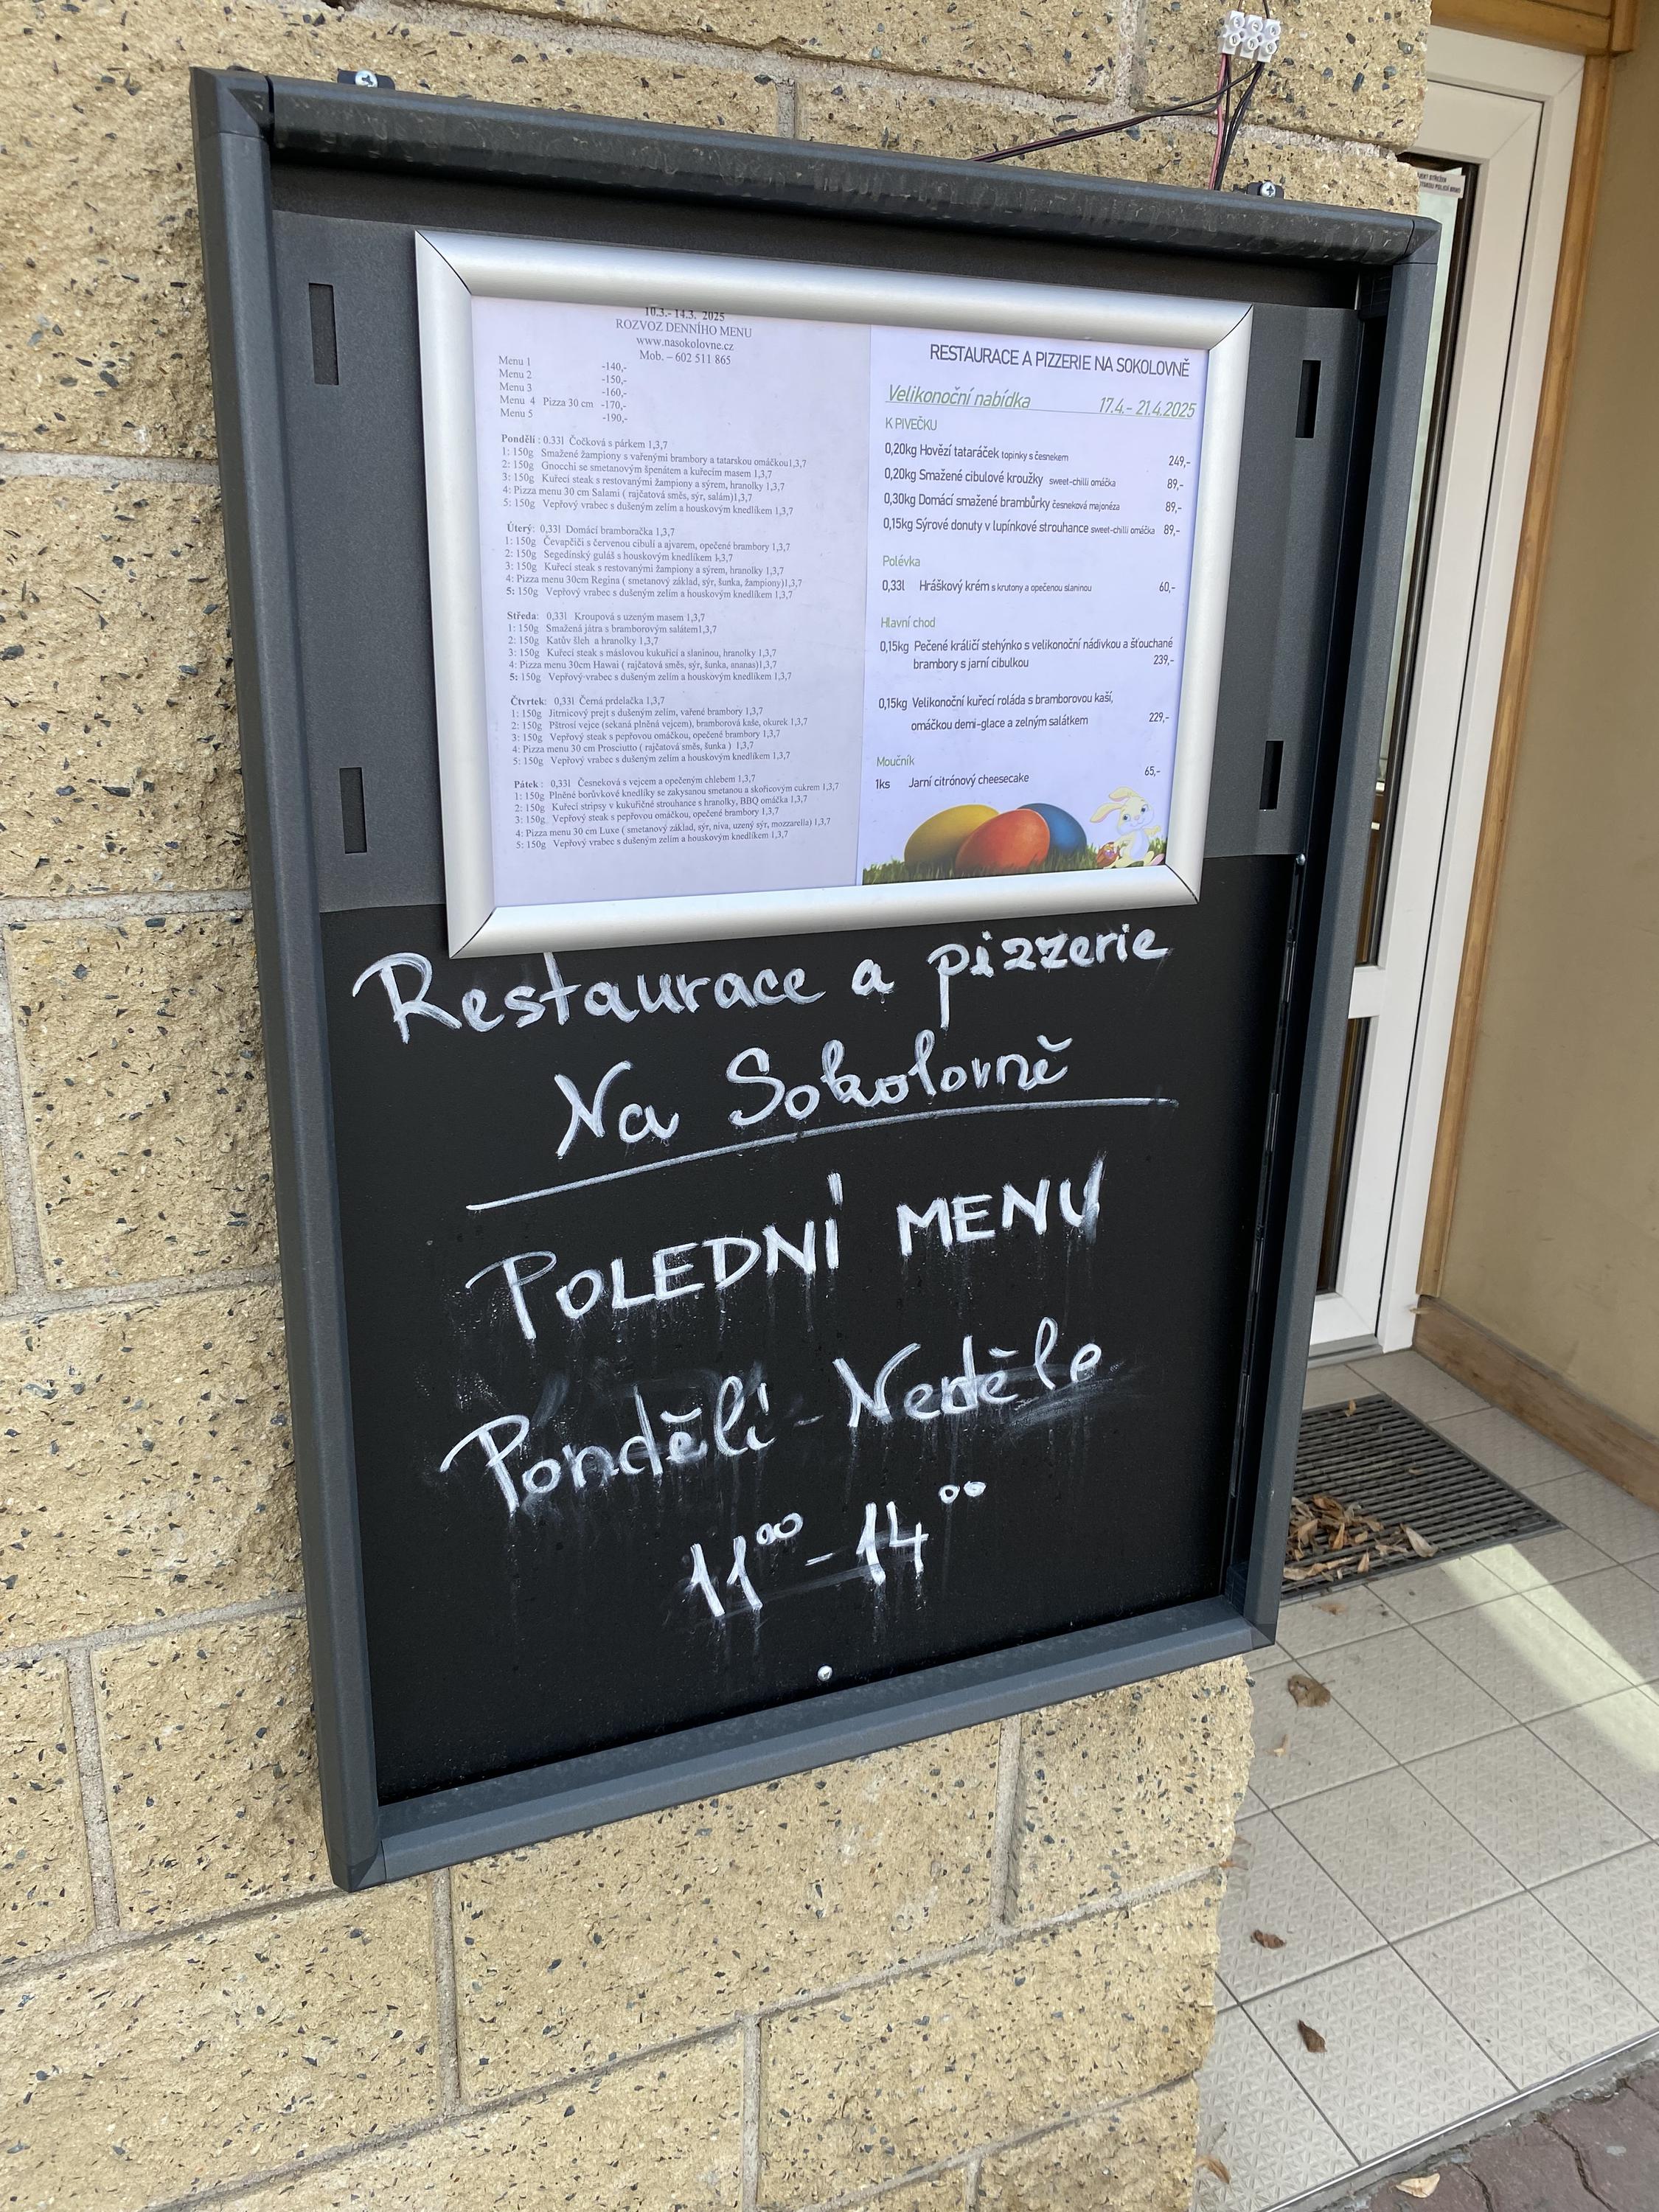 10.3.- 14.3. 2025
ROZVOZ DENNÍHO MENU
www.nasokolovne.cz
Mob. – 602 511 865
Menu 1 -140,-
Menu 2 -150,-
Menu 3 -160,-
Menu 4 Pizza 30 cm -170,-
Menu 5 -190,-
Pondělí : 0.33l Čočková s párkem 1,3,7
1: 150g Smažené žampiony s vařenými brambory a tatarskou omáčkou1,3,7
2: 150g Gnocchi se smetanovým špenátem a kuřecím masem 1,3,7
3: 150g Kuřecí steak s restovanými žampiony a sýrem, hranolky 1,3,7
4: Pizza menu 30 cm Salami ( rajčatová směs, sýr, salám)1,3,7
5: 150g Vepřový vrabec s dušeným zelím a houskovým knedlíkem 1,3,7
Úterý: 0,33l Domácí bramboračka 1,3,7
1: 150g Čevapčiči s červenou cibulí a ajvarem, opečené brambory 1,3,7
2: 150g Segedínský guláš s houskovým knedlíkem 1,3,7
3: 150g Kuřecí steak s restovanými žampiony a sýrem, hranolky 1,3,7
4: Pizza menu 30cm Regina ( smetanový základ, sýr, šunka, žampiony)1,3,7
5: 150g Vepřový vrabec s dušeným zelím a houskovým knedlíkem 1,3,7
Středa: 0,33l Kroupová s uzeným masem 1,3,7
1: 150g Smažená játra s bramborovým salátem1,3,7
2: 150g Katův šleh a hranolky 1,3,7
3: 150g Kuřecí steak s máslovou kukuřicí a slaninou, hranolky 1,3,7
4: Pizza menu 30cm Hawai ( rajčatová směs, sýr, šunka, ananas)1,3,7
5: 150g Vepřový vrabec s dušeným zelím a houskovým knedlíkem 1,3,7
Čtvrtek: 0,33l Černá prdelačka 1,3,7
1: 150g Jitrnicový prejt s dušeným zelím, vařené brambory 1,3,7
2: 150g Pštrosí vejce (sekaná plněná vejcem), bramborová kaše, okurek 1,3,7
3: 150g Vepřový steak s pepřovou omáčkou, opečené brambory 1,3,7
4: Pizza menu 30 cm Prosciutto ( rajčatová směs, šunka ) 1,3,7
5: 150g Vepřový vrabec s dušeným zelím a houskovým knedlíkem 1,3,7
Pátek : 0,33l Česneková s vejcem a opečeným chlebem 1,3,7
1: 150g Plněné borůvkové knedlíky se zakysanou smetanou a skořicovým cukrem 1,3,7
2: 150g Kuřecí stripsy v kukuřičné strouhance s hranolky, BBQ omáčka 1,3,7
3: 150g Vepřový steak s pepřovou omáčkou, opečené brambory 1,3,7
4: Pizza menu 30 cm Luxe ( smetanový základ, sýr, niva, uzený sýr, mozzarella) 1,3,7
5: 150g Vepřový vrabec s dušeným zelím a houskovým knedlíkem 1,3,7
RESTAURACE A PIZZERIE NA SOKOLOVNĚ
Velikonoční nabídka 17.4.- 21.4.2025
K PIVEČKU
0,20kg Hovězí tataráček topinky s česnekem 249,-
0,20kg Smažené cibulové kroužky sweet-chilli omáčka 89,-
0,30kg Domácí smažené brambůrky česneková majonéza 89,-
0,15kg Sýrové donuty v lupínkové strouhance sweet-chilli omáčka 89,-
Polévka
0,33l Hráškový krém s krutony a opečenou slaninou 60,-
Hlavní chod
0,15kg Pečené králičí stehýnko s velikonoční nádivkou a šťouchané
brambory s jarní cibulkou 239,-
0,15kg Velikonoční kuřecí roláda s bramborovou kaší,
omáčkou demi-glace a zelným salátkem 229,-
Moučník
1ks Jarní citrónový cheesecake 65,-
Restaurace a pizzerie
Na Sokolovně
POLEDNÍ MENU
Pondělí - Neděle
11⁰⁰ - 14⁰⁰